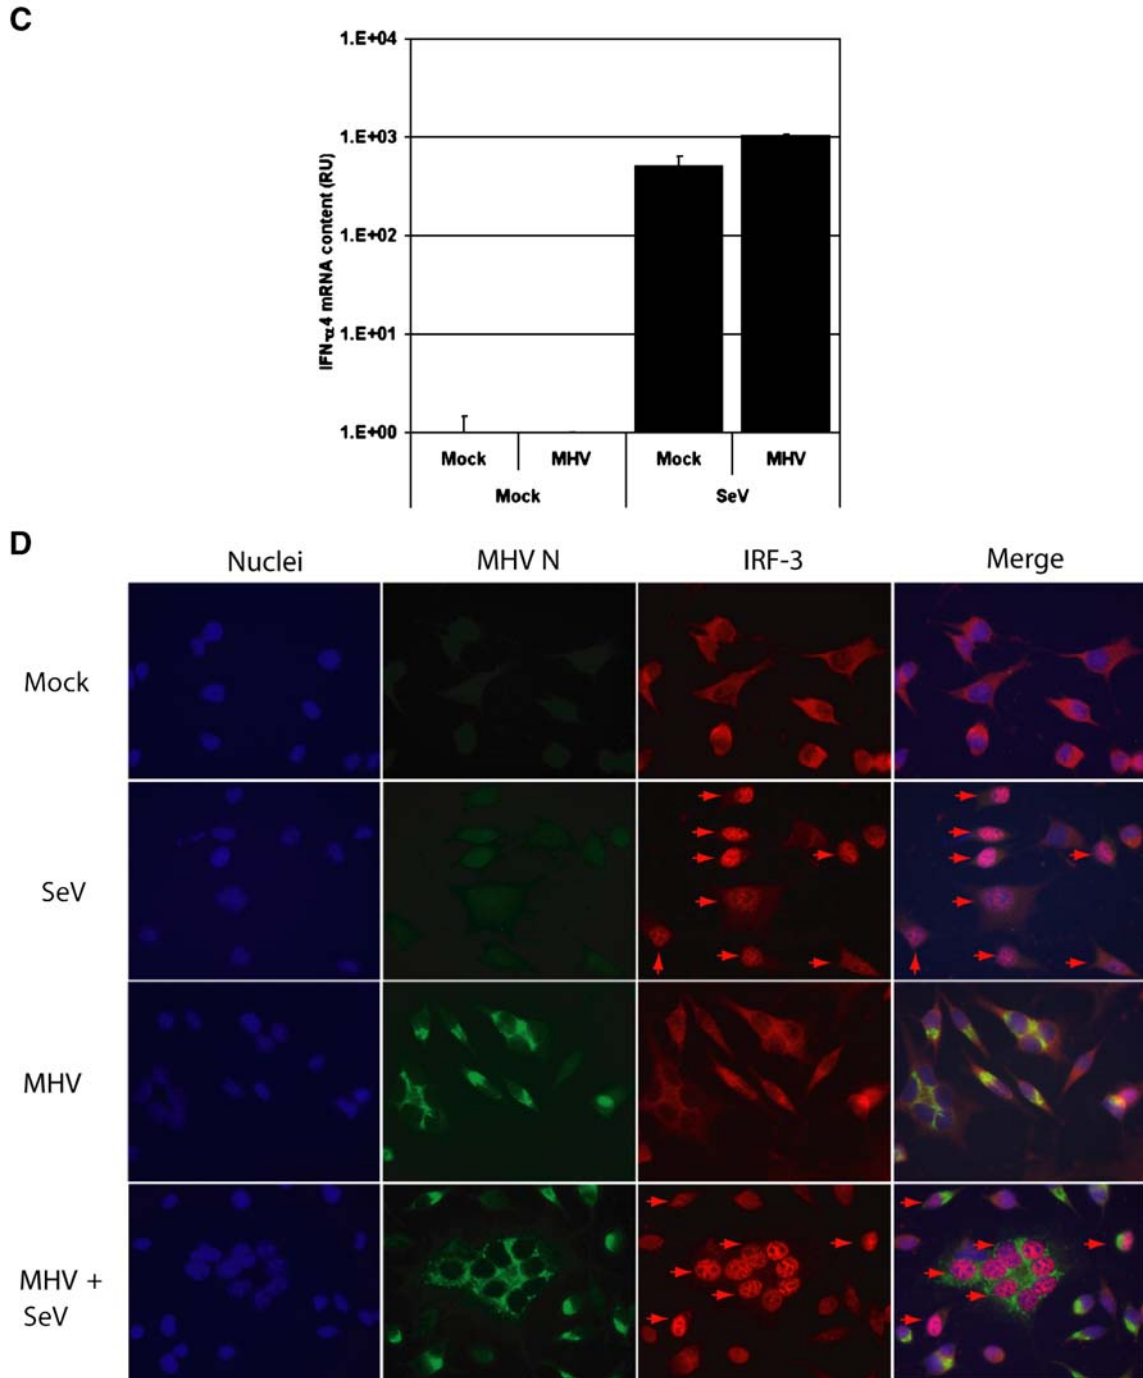 C
1.E+04
1.E+03
1.E+02
1.E+01
1.E+00
IFN-α4 mRNA content (RU)
Mock MHV Mock MHV
Mock SeV
D
Nuclei MHV N IRF-3 Merge
Mock
SeV
MHV
MHV +
SeV